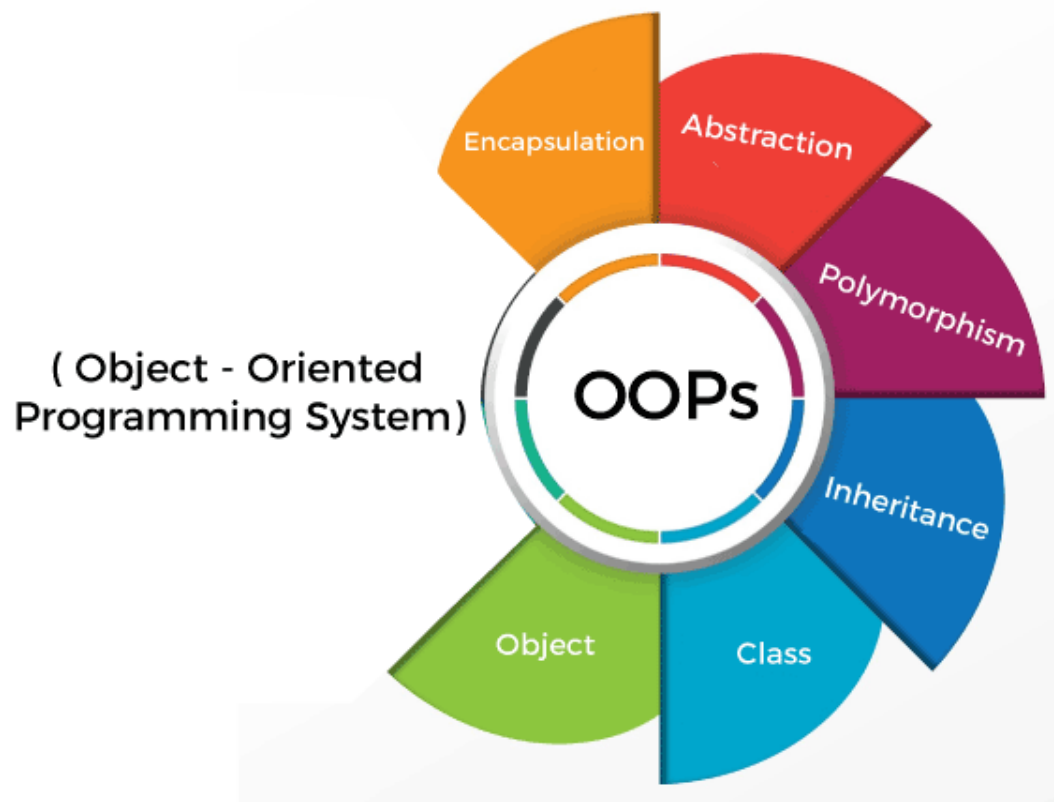 Encapsulation
Abstraction
Polymorphism
( Object - Oriented
Programming System)
OOPs
Inheritance
Object
Class